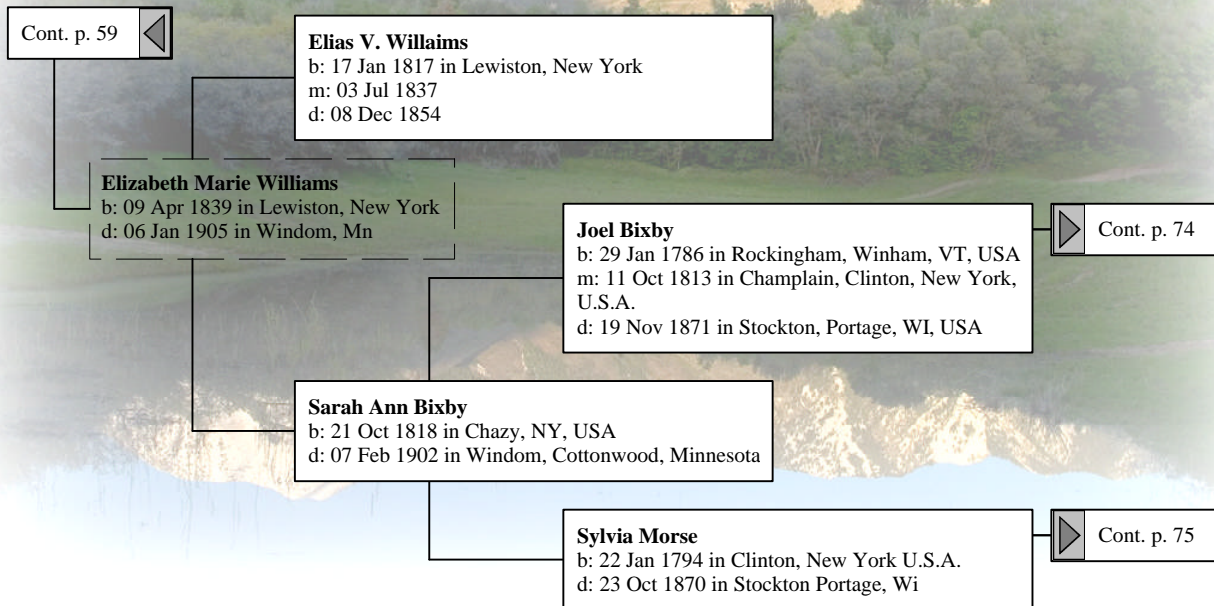 Cont. p. 59
Elias V. Willaims
b: 17 Jan 1817 in Lewiston, New York
m: 03 Jul 1837
d: 08 Dec 1854
Elizabeth Marie Williams
b: 09 Apr 1839 in Lewiston, New York
d: 06 Jan 1905 in Windom, Mn
Joel Bixby
b: 29 Jan 1786 in Rockingham, Winham, VT, USA
m: 11 Oct 1813 in Champlain, Clinton, New York,
U.S.A.
d: 19 Nov 1871 in Stockton, Portage, WI, USA
Cont. p. 74
Sarah Ann Bixby
b: 21 Oct 1818 in Chazy, NY, USA
d: 07 Feb 1902 in Windom, Cottonwood, Minnesota
Sylvia Morse
b: 22 Jan 1794 in Clinton, New York U.S.A.
d: 23 Oct 1870 in Stockton Portage, Wi
Cont. p. 75